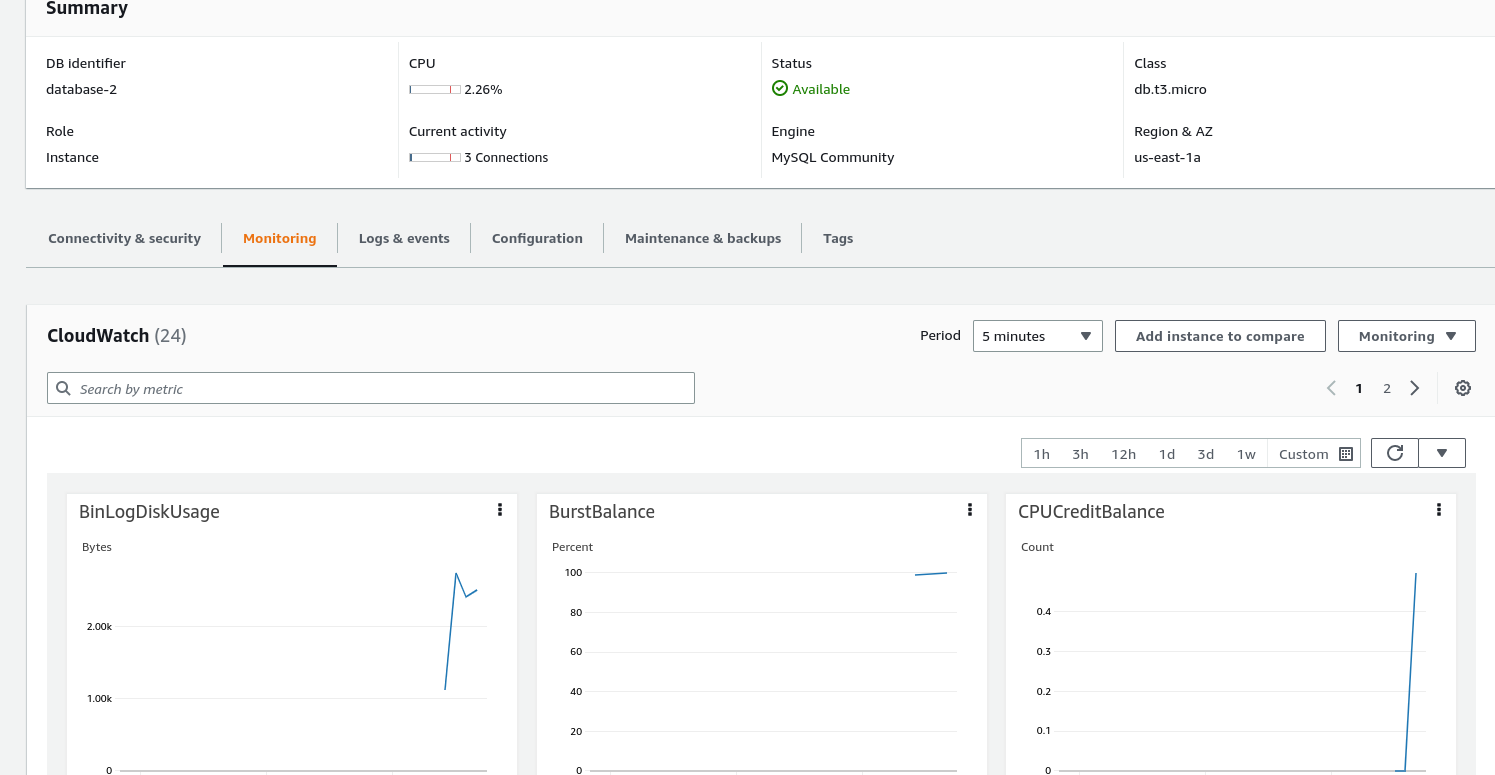 Summary
DB identifier
database-2
CPU
2.26%
Status
Available
Class
db.t3.micro
Role
Instance
Current activity
3 Connections
Engine
MySQL Community
Region & AZ
us-east-1a
Connectivity & security
Monitoring
Logs & events
Configuration
Maintenance & backups
Tags
CloudWatch (24)
Period
5 minutes
Add instance to compare
Monitoring
Search by metric
1
2
1h
3h
12h
1d
3d
1w
Custom
BinLogDiskUsage
Bytes
2.00k
1.00k
0
BurstBalance
Percent
100
80
60
40
20
0
CPUCreditBalance
Count
0.4
0.3
0.2
0.1
0